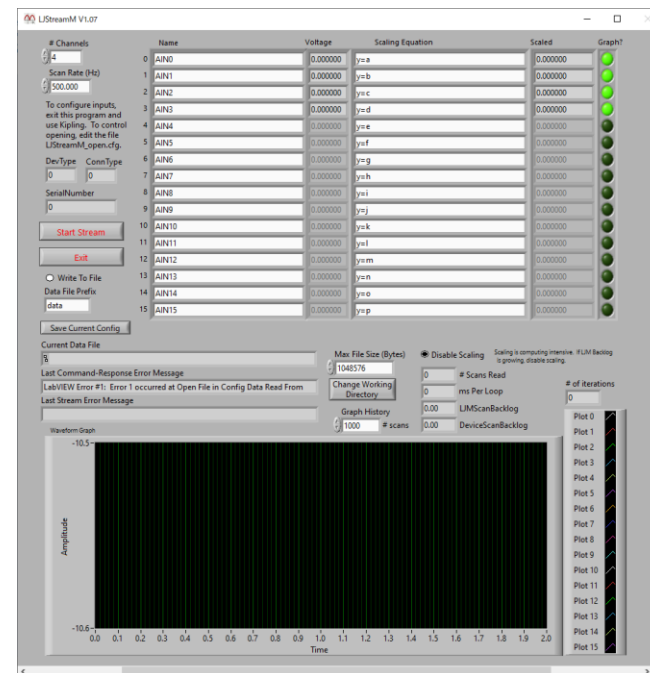 LJStreamM V1.07
# Channels
4
Scan Rate (Hz)
500.000
To configure inputs,
exit this program and
use Kipling. To control
opening, edit the file
LJStreamM_open.cfg.
DevType ConnType
0 0
SerialNumber
0
Start Stream
Exit
Write To File
Data File Prefix
data
Save Current Config
Name Voltage Scaling Equation Scaled Graph?
0 AIN0 0.000000 y=a 0.000000
1 AIN1 0.000000 y=b 0.000000
2 AIN2 0.000000 y=c 0.000000
3 AIN3 0.000000 y=d 0.000000
4 AIN4 0.000000 y=e 0.000000
5 AIN5 0.000000 y=f 0.000000
6 AIN6 0.000000 y=g 0.000000
7 AIN7 0.000000 y=h 0.000000
8 AIN8 0.000000 y=i 0.000000
9 AIN9 0.000000 y=j 0.000000
10 AIN10 0.000000 y=k 0.000000
11 AIN11 0.000000 y=l 0.000000
12 AIN12 0.000000 y=m 0.000000
13 AIN13 0.000000 y=n 0.000000
14 AIN14 0.000000 y=o 0.000000
15 AIN15 0.000000 y=p 0.000000
Current Data File
Last Command-Response Error Message
LabVIEW Error #1: Error 1 occurred at Open File in Config Data Read From
Last Stream Error Message
Max File Size (Bytes)
1048576
Change Working
Directory
Graph History
1000 # scans
Disable Scaling
Scaling is computing intensive. If LJM Backlog
is growing, disable scaling.
0 # Scans Read
0 ms Per Loop
0.00 LJMScanBacklog
0.00 DeviceScanBacklog
# of iterations
0
Waveform Graph
-10.5
Amplitude
-10.6
0.0 0.1 0.2 0.3 0.4 0.5 0.6 0.7 0.8 0.9 1.0 1.1 1.2 1.3 1.4 1.5 1.6 1.7 1.8 1.9 2.0
Time
Plot 0
Plot 1
Plot 2
Plot 3
Plot 4
Plot 5
Plot 6
Plot 7
Plot 8
Plot 9
Plot 10
Plot 11
Plot 12
Plot 13
Plot 14
Plot 15